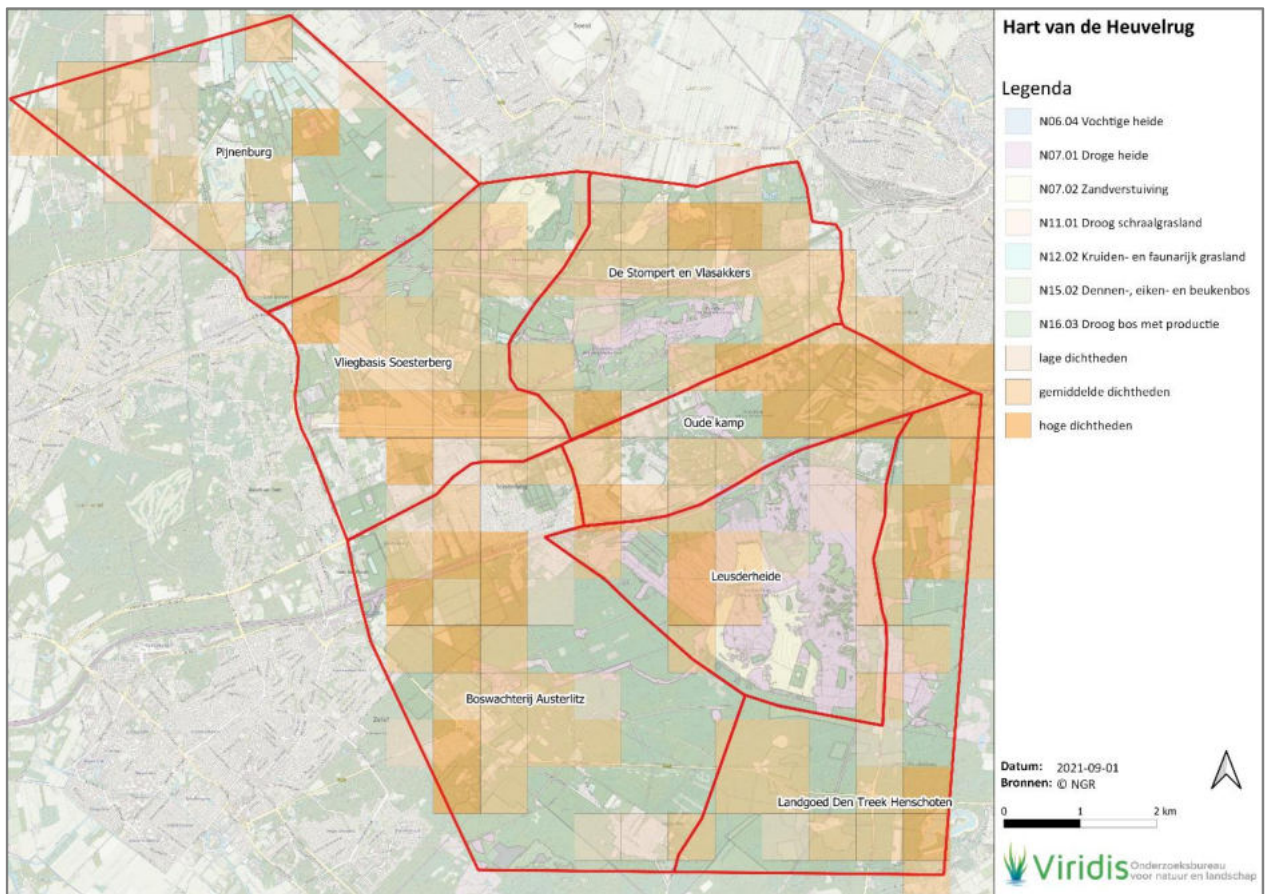 Hart van de Heuvelrug
Legenda
N06.04 Vochtige heide
N07.01 Droge heide
N07.02 Zandverstuiving
N11.01 Droog schraalgrasland
N12.02 Kruiden- en faunarijk grasland
N15.02 Dennen-, eiken- en beukenbos
N16.03 Droog bos met productie
lage dichtheden
gemiddelde dichtheden
hoge dichtheden
Pijnenburg
De Stompert en Vlasakkers
Vliegbasis Soesterberg
Oude kamp
Leusderheide
Boswachterij Austerlitz
Landgoed Den Treek Henschoten
Datum: 2021-09-01
Bronnen: © NGR
0 1 2 km
Viridis Onderzoeksbureau
voor natuur en landschap